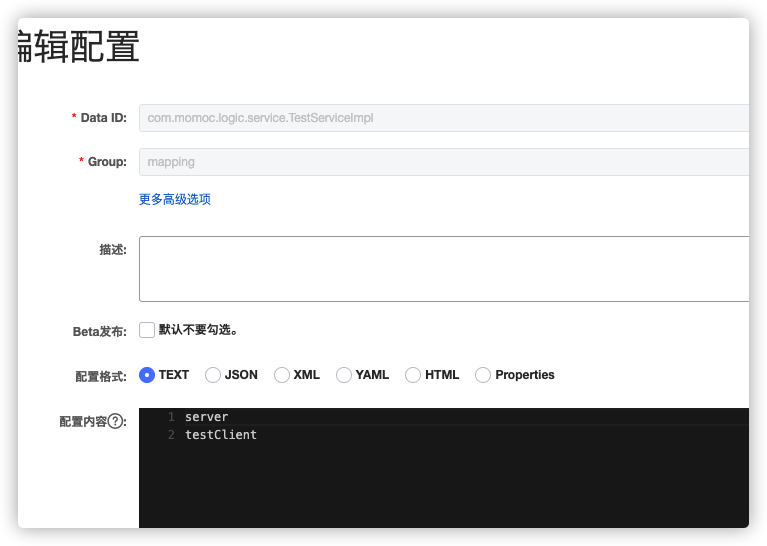 编辑配置
* Data ID: com.momoc.logic.service.TestServiceImpl
* Group: mapping
更多高级选项
描述:
Beta发布: 默认不要勾选。
配置格式: TEXT JSON XML YAML HTML Properties
配置内容?: 1 server
2 testClient